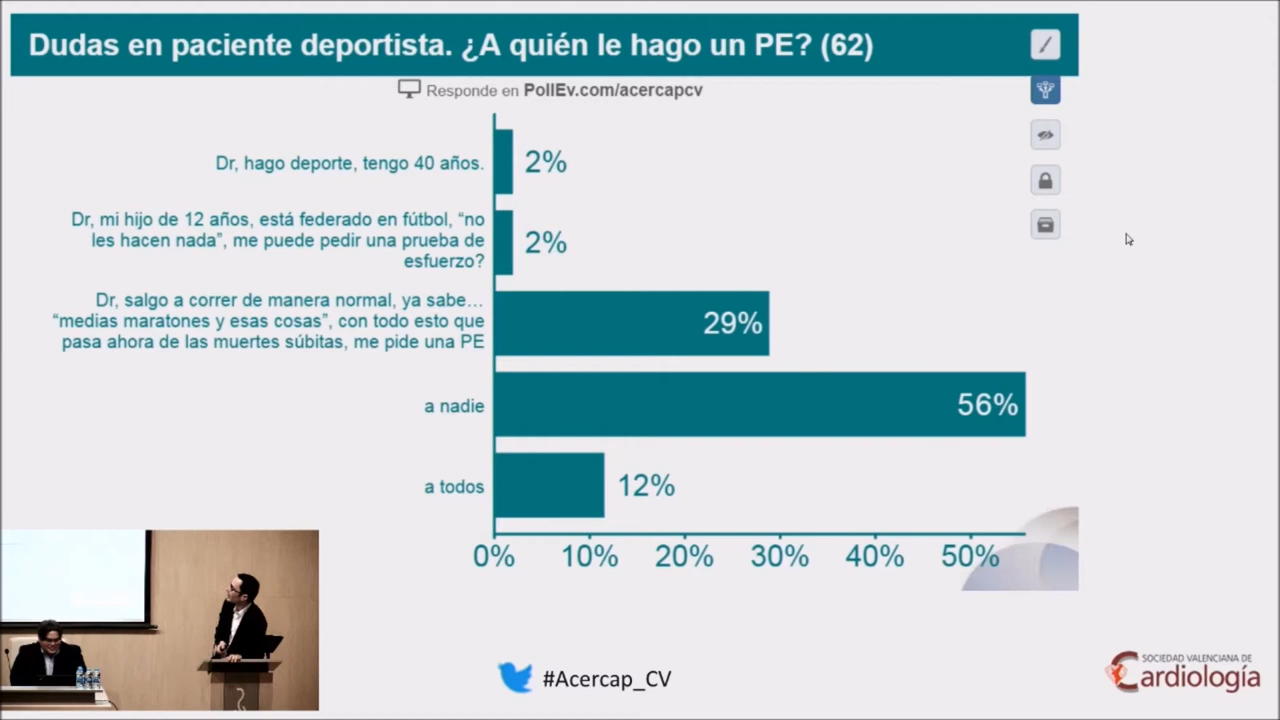 Dudas en paciente deportista. ¿A quién le hago un PE? (62)
Responde en PollEv.com/acercapcv
Dr, hago deporte, tengo 40 años.
2%
Dr, mi hijo de 12 años, está federado en fútbol, “no
les hacen nada”, me puede pedir una prueba de
esfuerzo?
2%
Dr, salgo a correr de manera normal, ya sabe…
“medias maratones y esas cosas”, con todo esto que
pasa ahora de las muertes súbitas, me pide una PE
29%
a nadie
56%
a todos
12%
0% 10% 20% 30% 40% 50%
#Acercap_CV
SOCIEDAD VALENCIANA DE
Cardiología